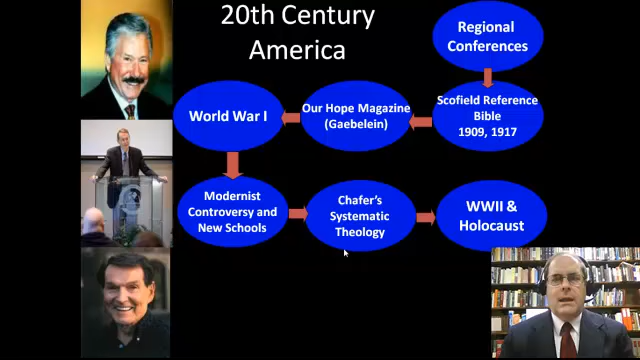 20th Century
America
Regional
Conferences
Scofield Reference
Bible
1909, 1917
Our Hope Magazine
(Gaebelein)
World War I
Modernist
Controversy and
New Schools
Chafer's
Systematic
Theology
WWII &
Holocaust